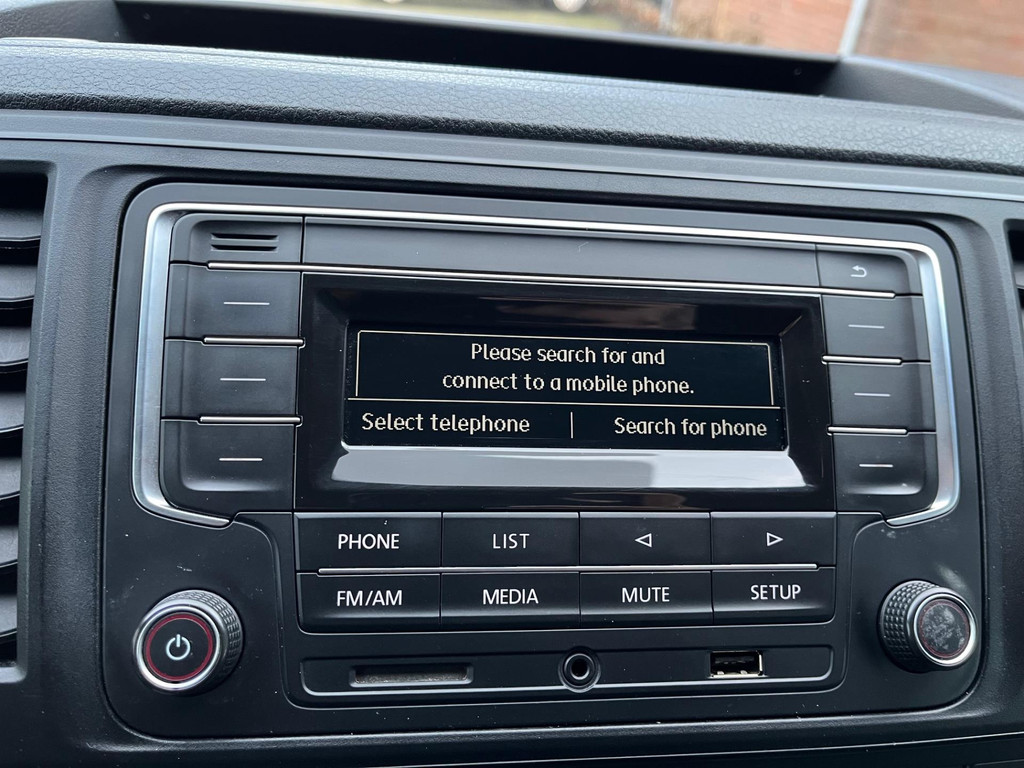 Please search for and
connect to a mobile phone.
Select telephone
Search for phone
PHONE
LIST
FM/AM
MEDIA
MUTE
SETUP